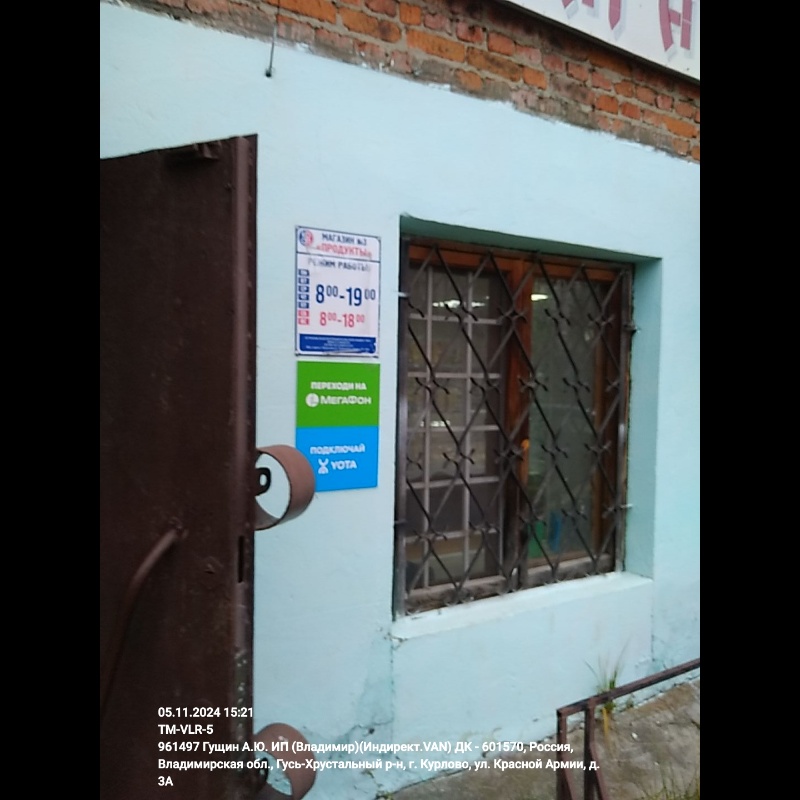 МАГАЗИН №2
«ПРОДУКТЫ»
РЕЖИМ РАБОТЫ
8⁰⁰-19⁰⁰
8⁰⁰-18⁰⁰
ПЕРЕХОДИ НА
МЕГАФОН
ПОДКЛЮЧАЙ
YOTA
05.11.2024 15:21
TM-VLR-5
961497 Гущин А.Ю. ИП (Владимир)(Индирект.VAN) ДК - 601570, Россия,
Владимирская обл., Гусь-Хрустальный р-н, г. Курлово, ул. Красной Армии, д.
3А